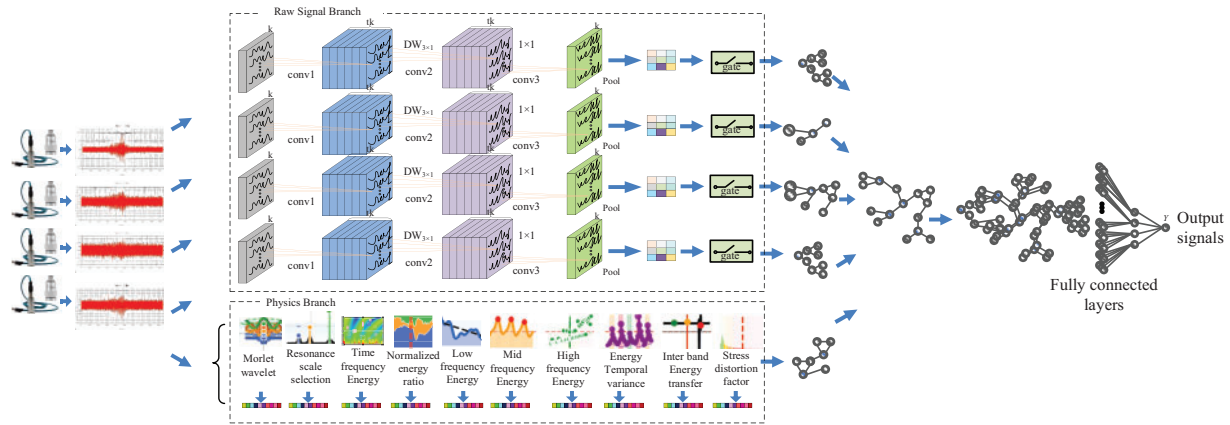 Raw Signal Branch
k
tk
tk
k
DW3×1
1×1
conv1
conv2
conv3
Pool
gate
k
tk
tk
k
DW3×1
1×1
conv1
conv2
conv3
Pool
gate
k
tk
tk
k
DW3×1
1×1
conv1
conv2
conv3
Pool
gate
k
tk
tk
k
DW3×1
1×1
conv1
conv2
conv3
Pool
gate
Y
Output
signals
Fully connected
layers
Physics Branch
Morlet
wavelet
Resonance
scale
selection
Time
frequency
Energy
Normalized
energy
ratio
Low
frequency
Energy
Mid
frequency
Energy
High
frequency
Energy
Energy
Temporal
variance
Inter band
Energy
transfer
Stress
distortion
factor